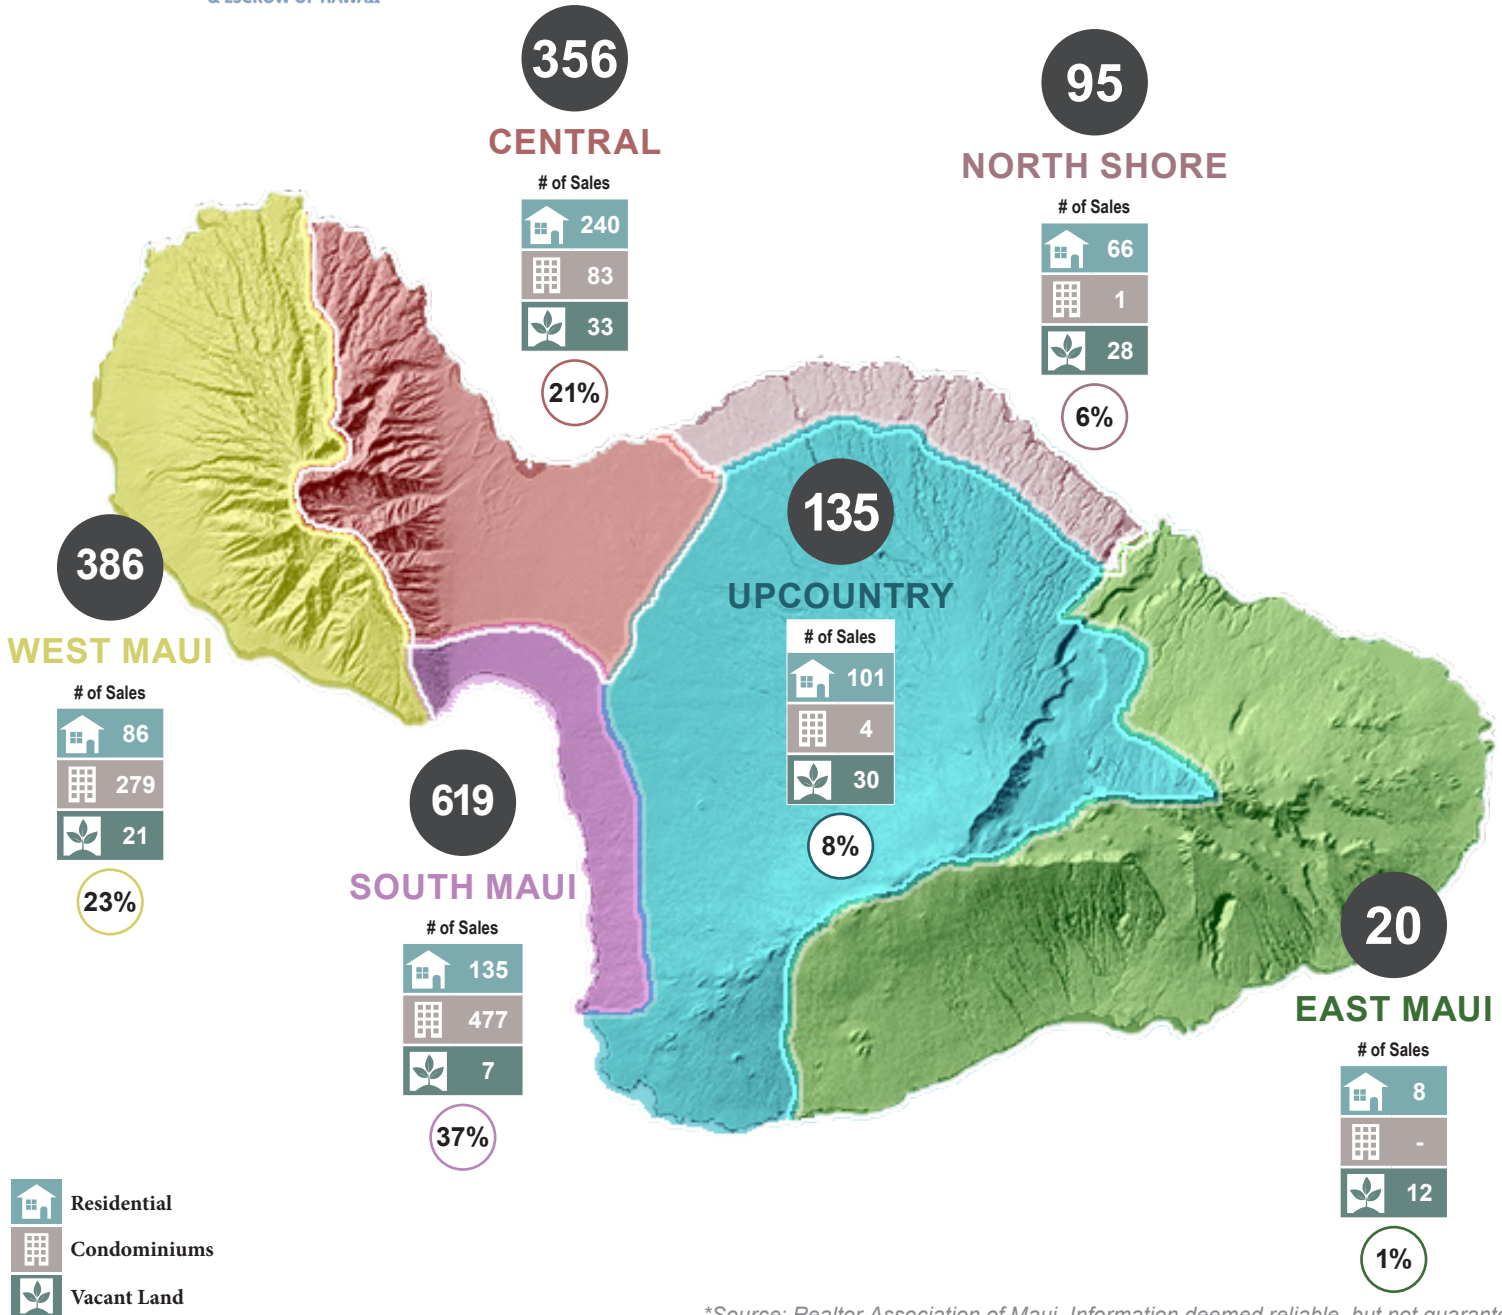 & ESCROW OF HAWAII
356
CENTRAL
# of Sales
240
83
33
21%
95
NORTH SHORE
# of Sales
66
1
28
6%
386
WEST MAUI
# of Sales
86
279
21
23%
135
UPCOUNTRY
# of Sales
101
4
30
8%
619
SOUTH MAUI
# of Sales
135
477
7
37%
20
EAST MAUI
# of Sales
8
-
12
1%
Residential
Condominiums
Vacant Land
*Source: Realtor Association of Maui. Information deemed reliable, but not